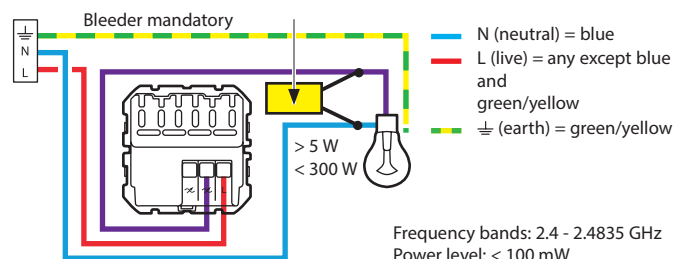 Bleeder mandatory
N
L
N (neutral) = blue
L (live) = any except blue
and
green/yellow
⏚ (earth) = green/yellow
> 5 W
< 300 W
L
Frequency bands: 2.4 - 2.4835 GHz
Power level: < 100 mW